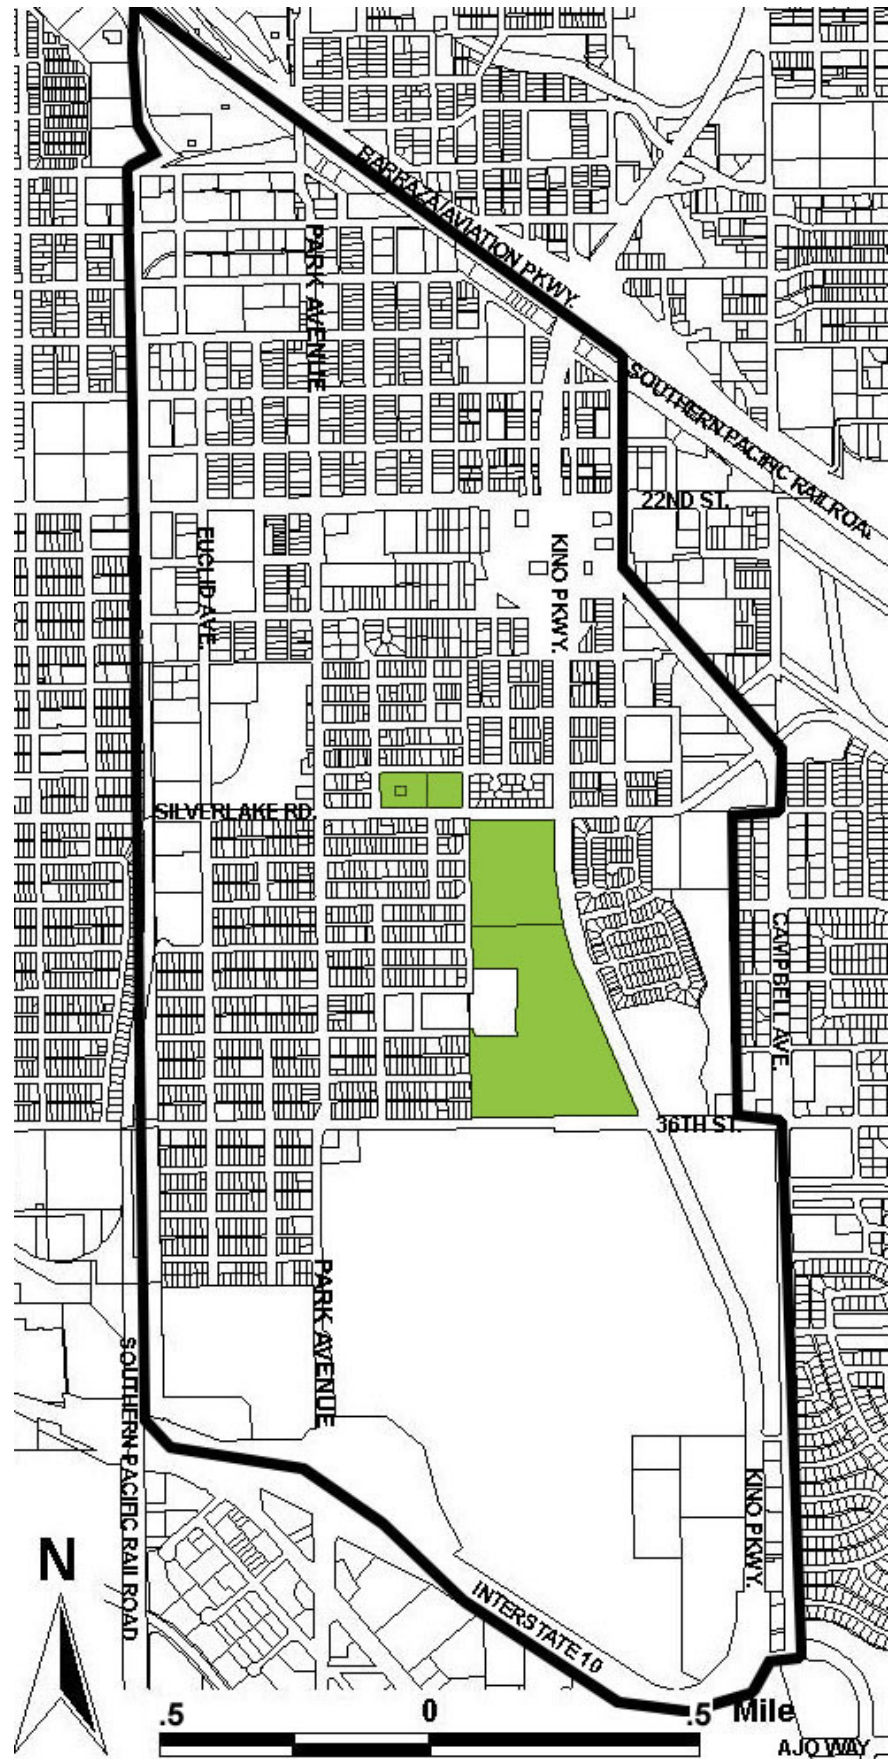 BARRAZA/AVIATION PKWY.
PARK AVENUE
SOUTHERN PACIFIC RAILROA
22ND ST.
EUCLID AVE.
KINO PKWY.
SILVERLAKE RD.
CAMPBELL AVE.
36TH ST.
PARK AVENUE
SOUTHERN PACIFIC RAIL ROAD
KINO PKWY.
N
INTERSTATE 10
.5 0 .5 Mile
AJO WAY